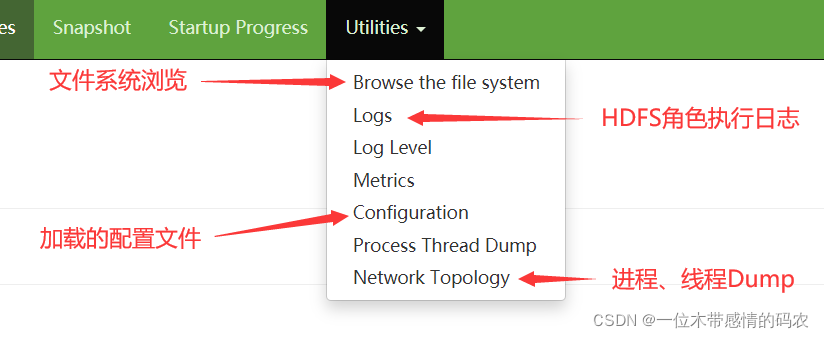 es Snapshot Startup Progress Utilities
文件系统浏览
Browse the file system
Logs
HDFS角色执行日志
Log Level
Metrics
Configuration
加载的配置文件
Process Thread Dump
Network Topology
进程、线程Dump
CSDN @一位木带感情的码农